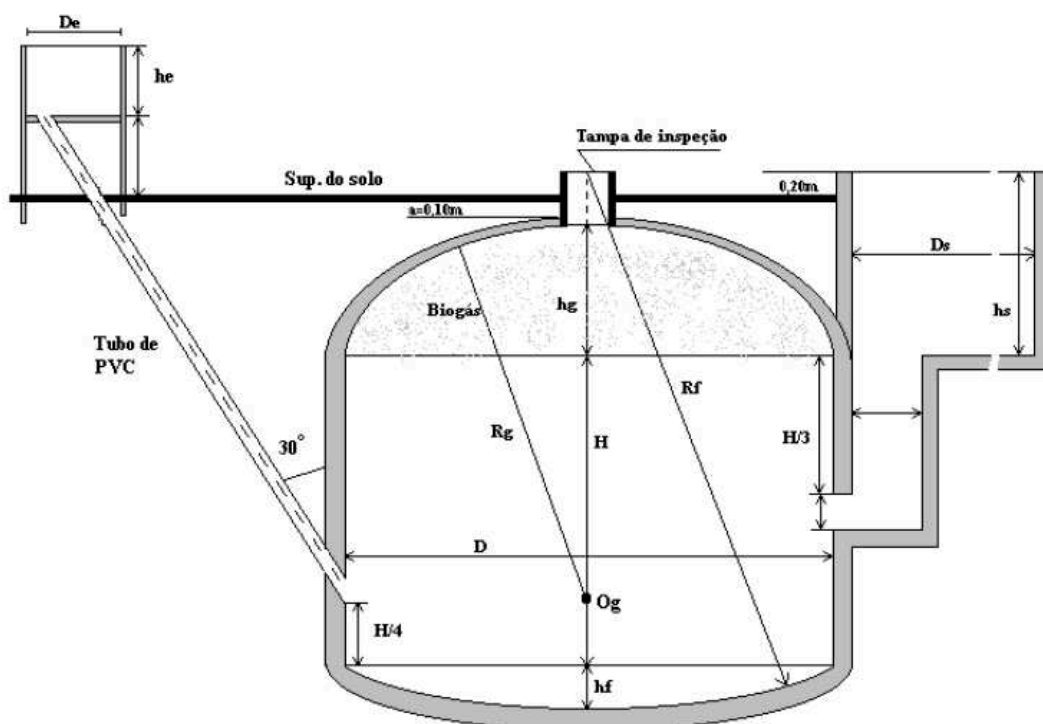 De
he
Tampa de inspeção
Sup. do solo
0,20m
a=0,10m
Ds
hs
Biogás
hg
Tubo de
PVC
Rf
Rg
H
H/3
30°
D
Og
H/4
hf